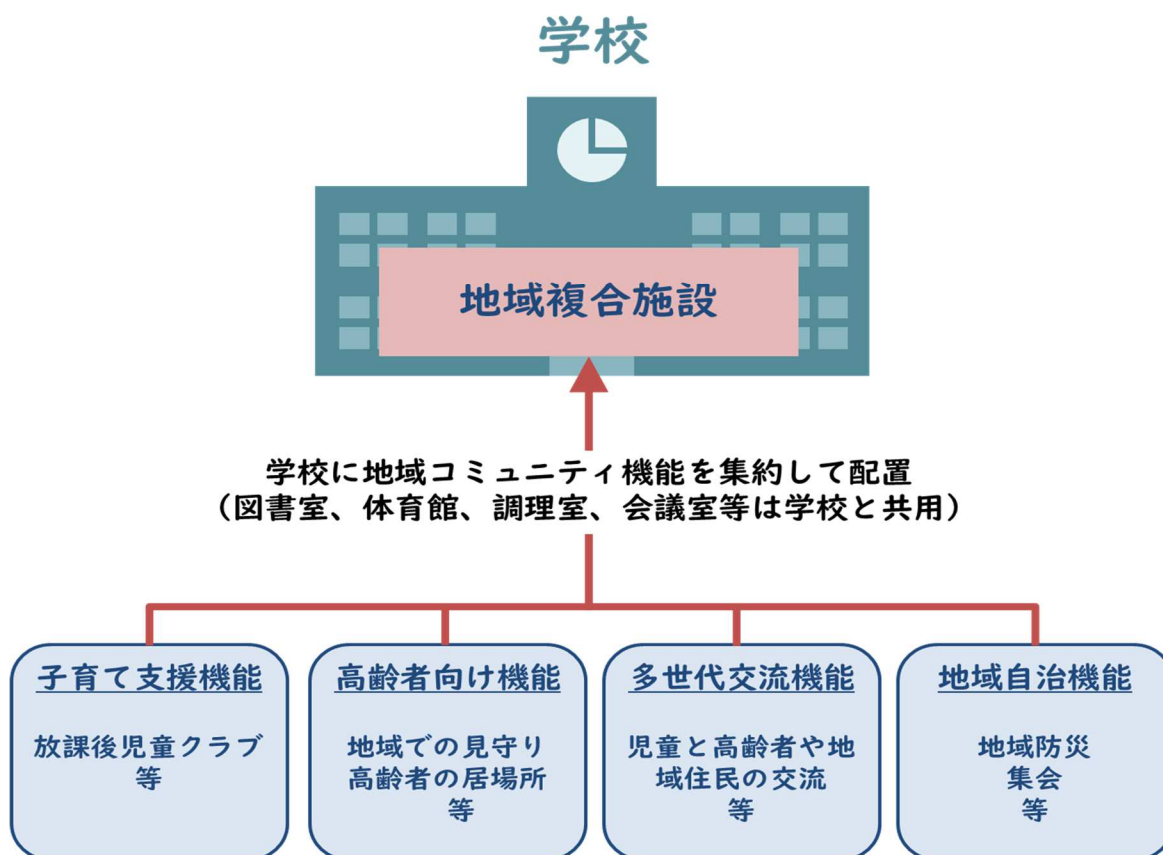 学校
地域複合施設
学校に地域コミュニティ機能を集約して配置
（図書室、体育館、調理室、会議室等は学校と共用）
子育て支援機能
放課後児童クラブ
等
高齢者向け機能
地域での見守り
高齢者の居場所
等
多世代交流機能
児童と高齢者や地
域住民の交流
等
地域自治機能
地域防災
集会
等